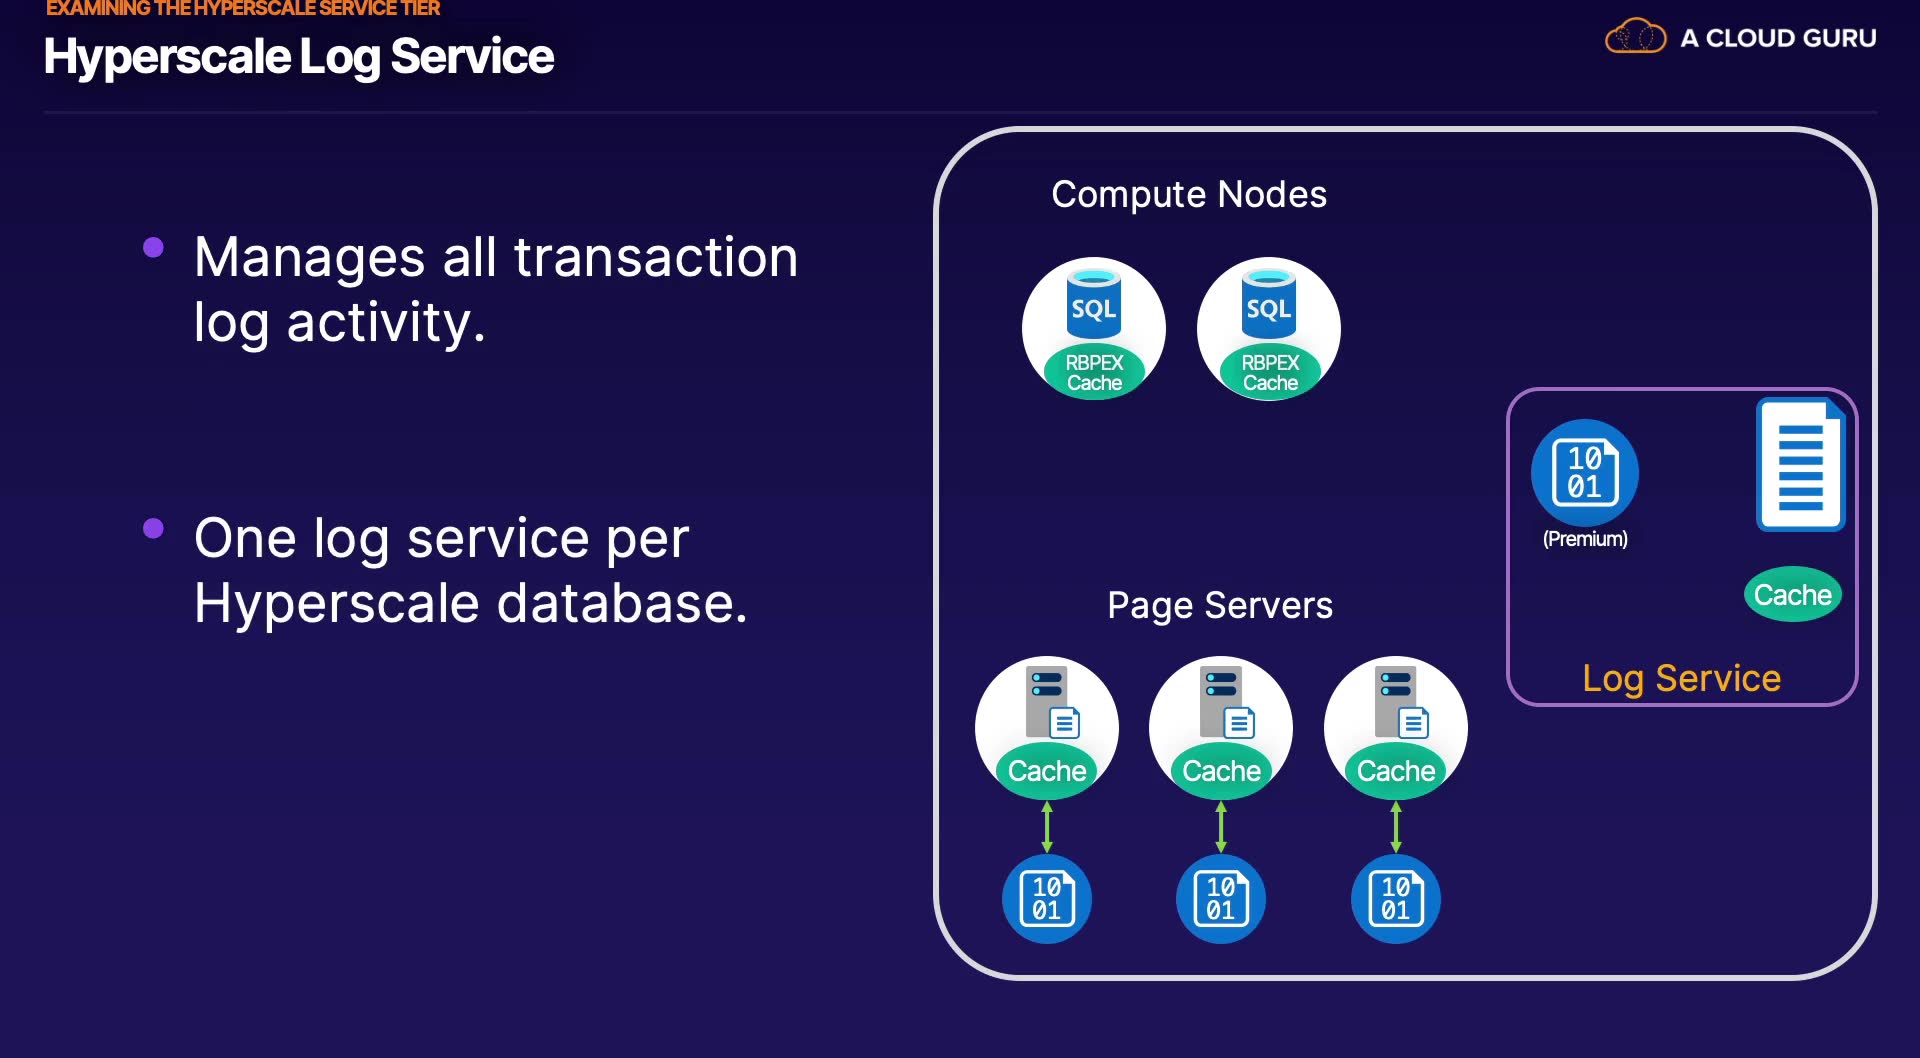 EXAMINING THE HYPERSCALE SERVICE TIER
Hyperscale Log Service
A CLOUD GURU
Manages all transaction
log activity.
One log service per
Hyperscale database.
Compute Nodes
SQL
RBPEX
Cache
SQL
RBPEX
Cache
10
01
(Premium)
Cache
Log Service
Page Servers
Cache
Cache
Cache
10
01
10
01
10
01